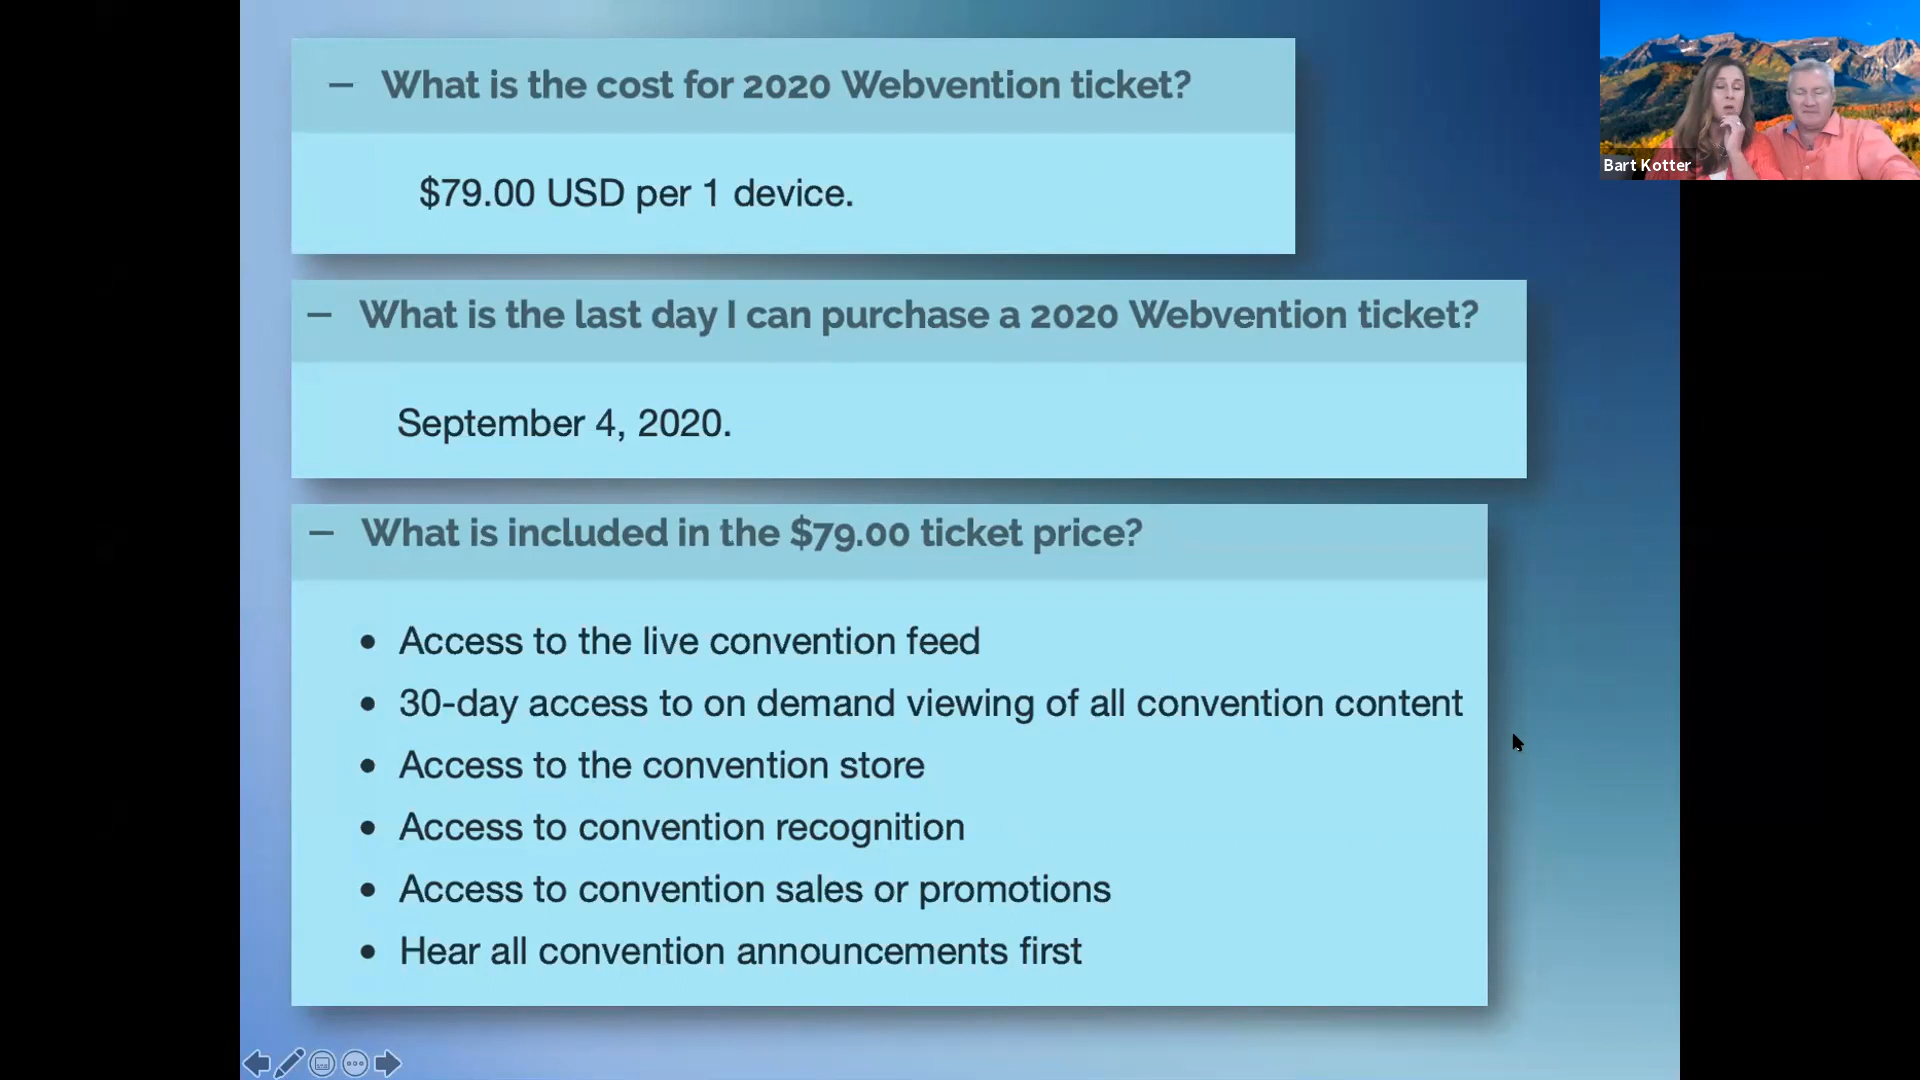 — What is the cost for 2020 Webvention ticket?
$79.00 USD per 1 device.
— What is the last day I can purchase a 2020 Webvention ticket?
September 4, 2020.
— What is included in the $79.00 ticket price?
• Access to the live convention feed
• 30-day access to on demand viewing of all convention content
• Access to the convention store
• Access to convention recognition
• Access to convention sales or promotions
• Hear all convention announcements first
Bart Kotter